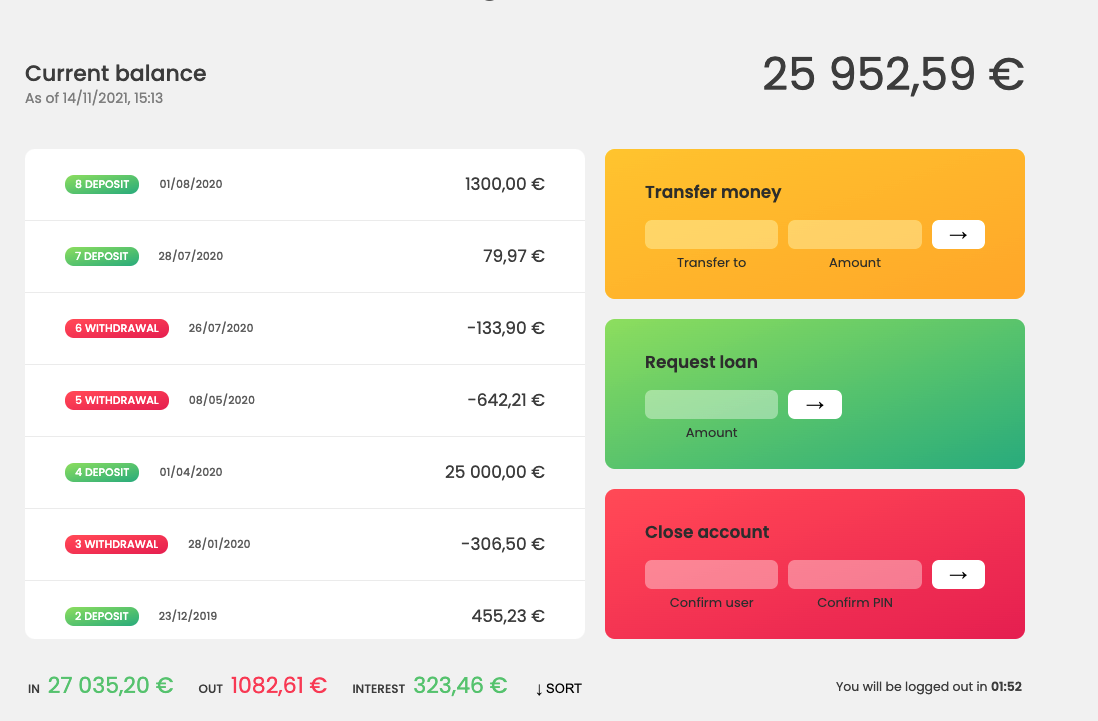 Current balance
As of 14/11/2021, 15:13
25 952,59 €
8 DEPOSIT 01/08/2020 1300,00 €
7 DEPOSIT 28/07/2020 79,97 €
6 WITHDRAWAL 26/07/2020 -133,90 €
5 WITHDRAWAL 08/05/2020 -642,21 €
4 DEPOSIT 01/04/2020 25 000,00 €
3 WITHDRAWAL 28/01/2020 -306,50 €
2 DEPOSIT 23/12/2019 455,23 €
Transfer money
→
Transfer to Amount
Request loan
→
Amount
Close account
→
Confirm user Confirm PIN
IN 27 035,20 € OUT 1082,61 € INTEREST 323,46 € ↓ SORT
You will be logged out in 01:52